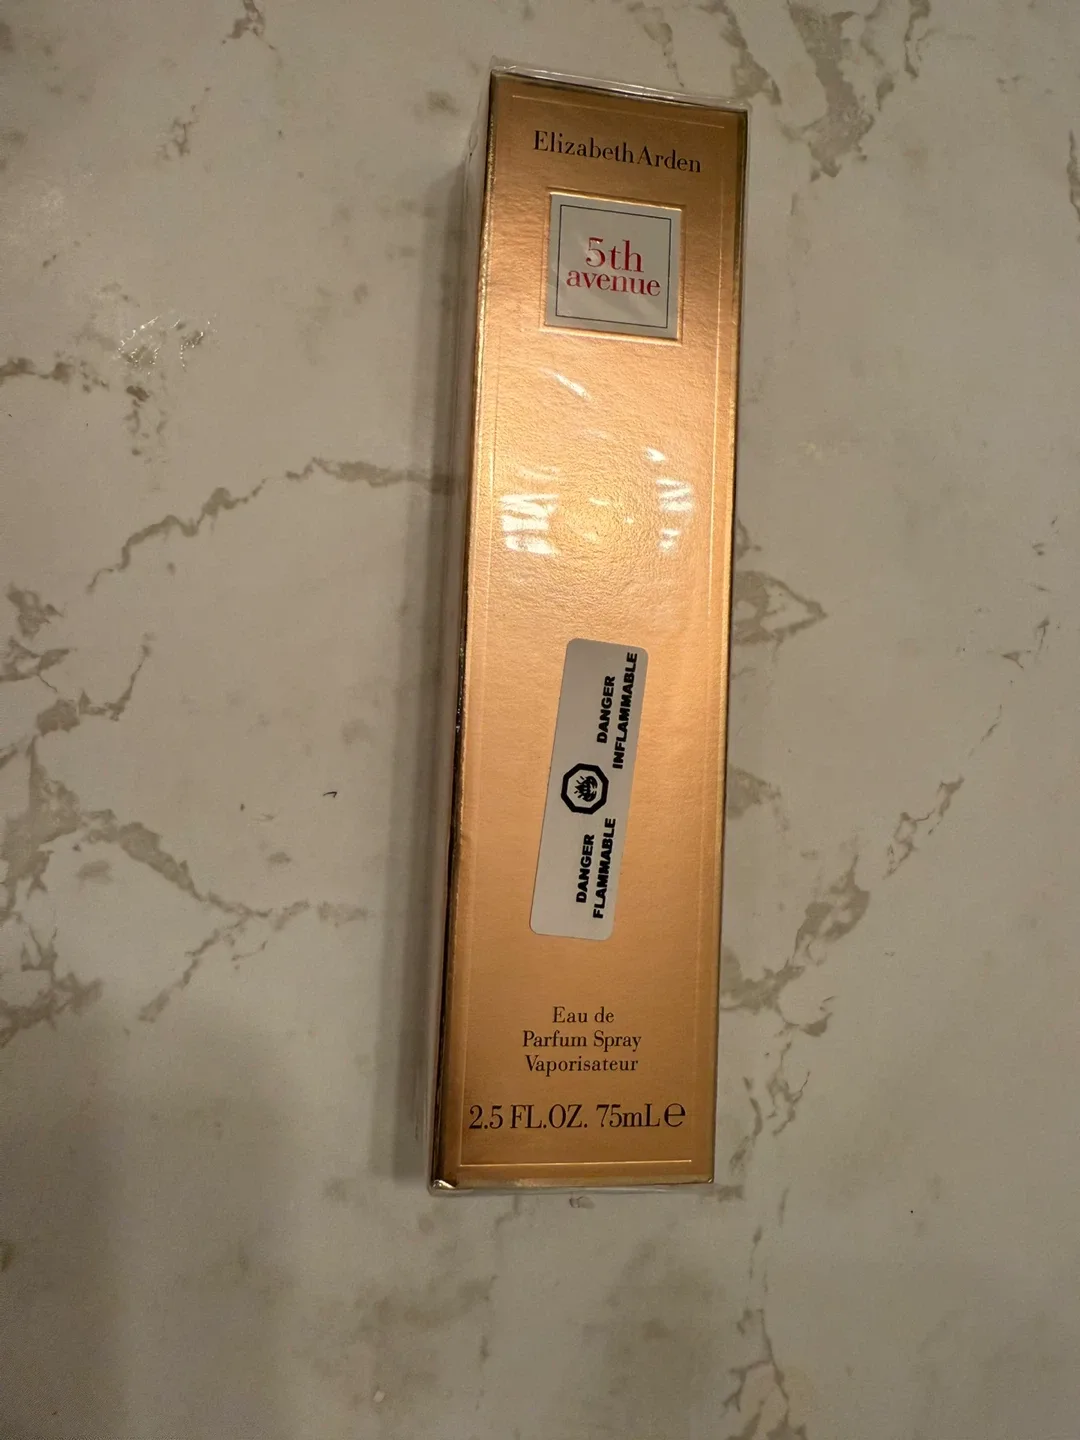 Elizabeth Arden
5th
avenue
DANGER
INFLAMMABLE
DANGER
FLAMMABLE
Eau de
Parfum Spray
Vaporisateur
2.5 FL.OZ. 75mL℮